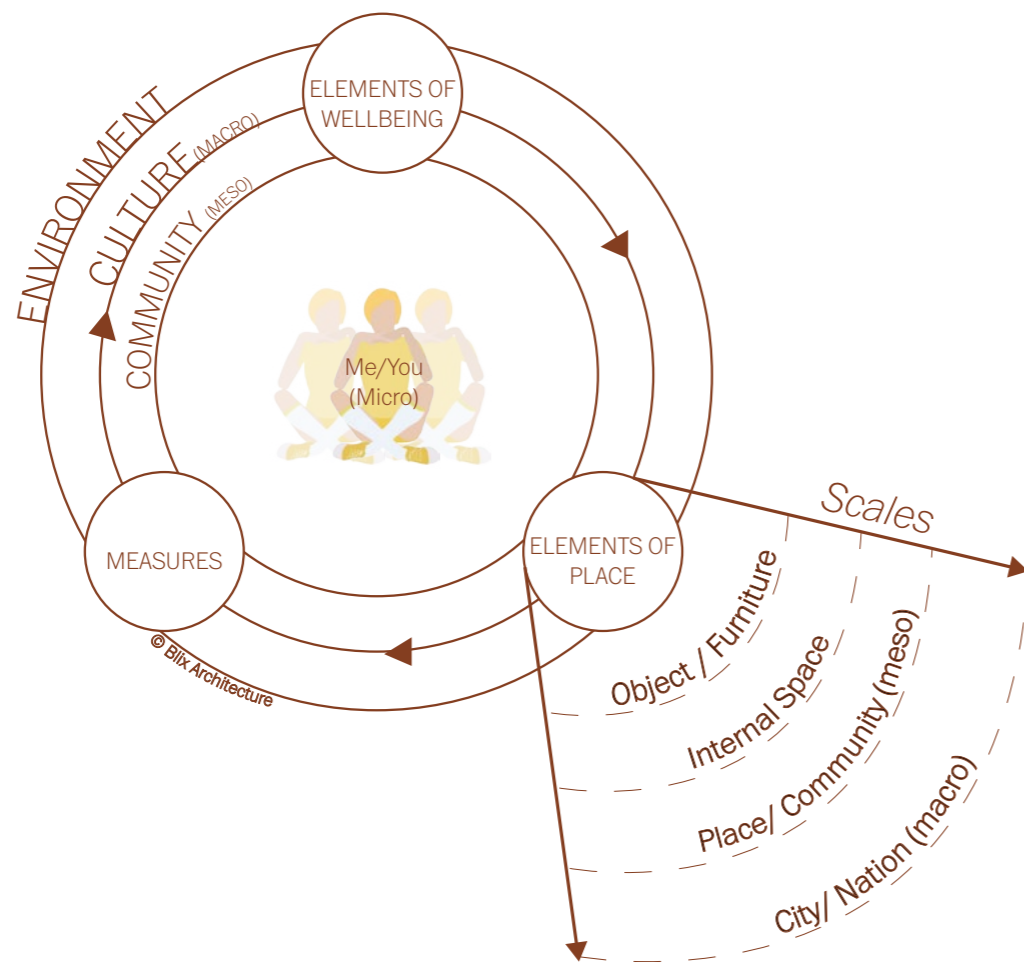 ELEMENTS OF
WELLBEING
ENVIRONMENT
CULTURE (MACRO)
COMMUNITY (MESO)
Me/You
(Micro)
MEASURES
ELEMENTS OF
PLACE
© Blix Architecture
Scales
Object / Furniture
Internal Space
Place/ Community (meso)
City/ Nation (macro)